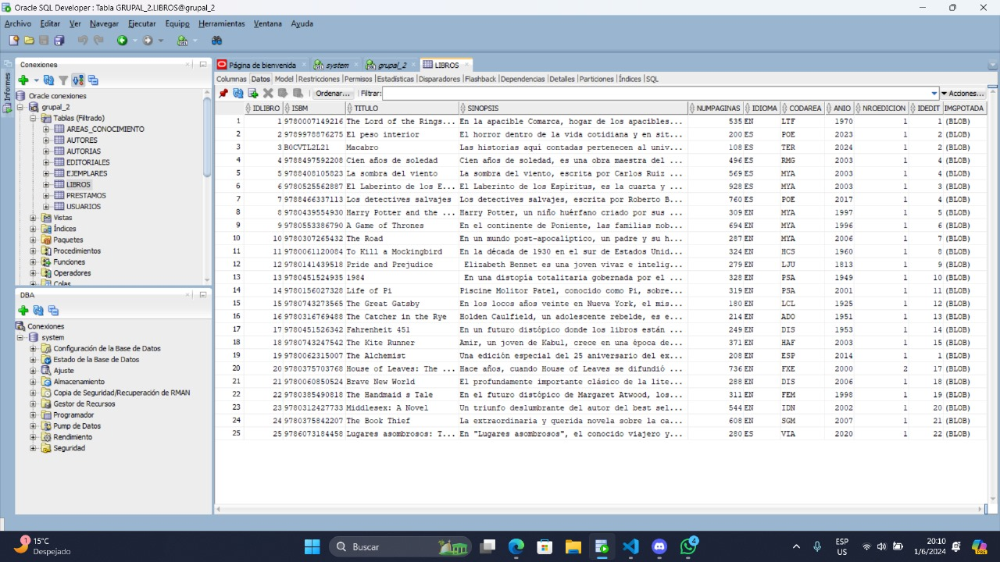 Oracle SQL Developer : Tabla GRUPAL_2.LIBROS@grupal_2
Archivo Editar Ver Navegar Ejecutar Equipo Herramientas Ventana Ayuda
Informes
Conexiones
Oracle conexiones
grupal_2
Tablas (Filtrado)
AREAS_CONOCIMIENTO
AUTORES
AUTORIAS
EDITORIALES
EJEMPLARES
LIBROS
PRESTAMOS
USUARIOS
Vistas
Índices
Paquetes
Procedimientos
Funciones
Operadores
Colas
DBA
Conexiones
system
Configuración de la Base de Datos
Estado de la Base de Datos
Ajuste
Almacenamiento
Copia de Seguridad/Recuperación de RMAN
Gestor de Recursos
Programador
Pump de Datos
Rendimiento
Seguridad
Página de bienvenida system grupal_2 LIBROS
Columnas Datos Model Restricciones Permisos Estadísticas Disparadores Flashback Dependencias Detalles Particiones Índices SQL
Ordenar... Filtrar: Acciones...
IDLIBRO ISBM TITULO SINOPSIS NUMPAGINAS IDIOMA CODAREA ANIO NROEDICION IDEDIT IMGPOTADA
1 1 9780007149216 The Lord of the Rings... En la apacible Comarca, hogar de los apacibles... 535 EN LTF 1970 1 1 (BLOB)
2 2 9789978876275 El peso interior El horror dentro de la vida cotidiana y en sit... 200 ES POE 2023 1 2 (BLOB)
3 3 B0CVTL2L21 Macabro Las historias aquí contadas pertenecen al univ... 108 ES TER 2024 1 2 (BLOB)
4 4 9788497592208 Cien años de soledad Cien años de soledad, es una obra maestra del ... 496 ES RMG 2003 1 4 (BLOB)
5 5 9788408105823 La sombra del viento La sombra del viento, escrita por Carlos Ruiz ... 569 ES MYA 2003 1 4 (BLOB)
6 6 9780525562887 El Laberinto de los E... El Laberinto de los Espíritus, es la cuarta y ... 928 ES MYA 2003 1 3 (BLOB)
7 7 9788466337113 Los detectives salvajes Los detectives salvajes, escrita por Roberto B... 760 ES POE 2017 1 4 (BLOB)
8 8 9780439554930 Harry Potter and the ... Harry Potter, un niño huérfano criado por sus ... 309 EN MYA 1997 1 5 (BLOB)
9 9 9780553386790 A Game of Thrones En el continente de Poniente, las familias nob... 694 EN MYA 1996 1 6 (BLOB)
10 10 9780307265432 The Road En un mundo post-apocalíptico, un padre y su h... 287 EN MYA 2006 1 7 (BLOB)
11 11 9780061120084 To Kill a Mockingbird En la década de 1930 en el sur de Estados Unid... 324 EN HCS 1960 1 8 (BLOB)
12 12 9780141439518 Pride and Prejudice Elizabeth Bennet es una joven vivaz e intelig... 279 EN LJU 1813 1 9 (BLOB)
13 13 9780451524935 1984 En una distopía totalitaria gobernada por el ... 328 EN PSA 1949 1 10 (BLOB)
14 14 9780156027328 Life of Pi Piscine Molitor Patel, conocido como Pi, sobre... 319 EN PSA 2001 1 11 (BLOB)
15 15 9780743273565 The Great Gatsby En los locos años veinte en Nueva York, el mis... 180 EN LCL 1925 1 12 (BLOB)
16 16 9780316769488 The Catcher in the Rye Holden Caulfield, un adolescente rebelde, es e... 214 EN ADO 1951 1 13 (BLOB)
17 17 9780451526342 Fahrenheit 451 En un futuro distópico donde los libros están ... 249 EN DIS 1953 1 14 (BLOB)
18 18 9780743247542 The Kite Runner Amir, un joven de Kabul, crece en una época de... 371 EN HAF 2003 1 15 (BLOB)
19 19 9780062315007 The Alchemist Una edición especial del 25 aniversario del ex... 208 EN ESP 2014 1 1 (BLOB)
20 20 9780375703768 House of Leaves: The ... Hace años, cuando House of Leaves se difundió ... 736 EN FXE 2000 2 17 (BLOB)
21 21 9780060850524 Brave New World El profundamente importante clásico de la lite... 288 EN DIS 2006 1 18 (BLOB)
22 22 9780385490818 The Handmaid s Tale En el futuro distópico de Margaret Atwood, los... 311 EN FEM 1998 1 19 (BLOB)
23 23 9780312427733 Middlesex: A Novel Un triunfo deslumbrante del autor del best sel... 544 EN IDN 2002 1 20 (BLOB)
24 24 9780375842207 The Book Thief La extraordinaria y querida novela sobre la ca... 608 EN SGM 2007 1 21 (BLOB)
25 25 9786073184458 Lugares asombrosos: T... En "Lugares asombrosos", el conocido viajero y... 280 ES VIA 2020 1 22 (BLOB)
1 15°C
Despejado
Buscar
4
ESP
US
20:10
1/6/2024
PRE